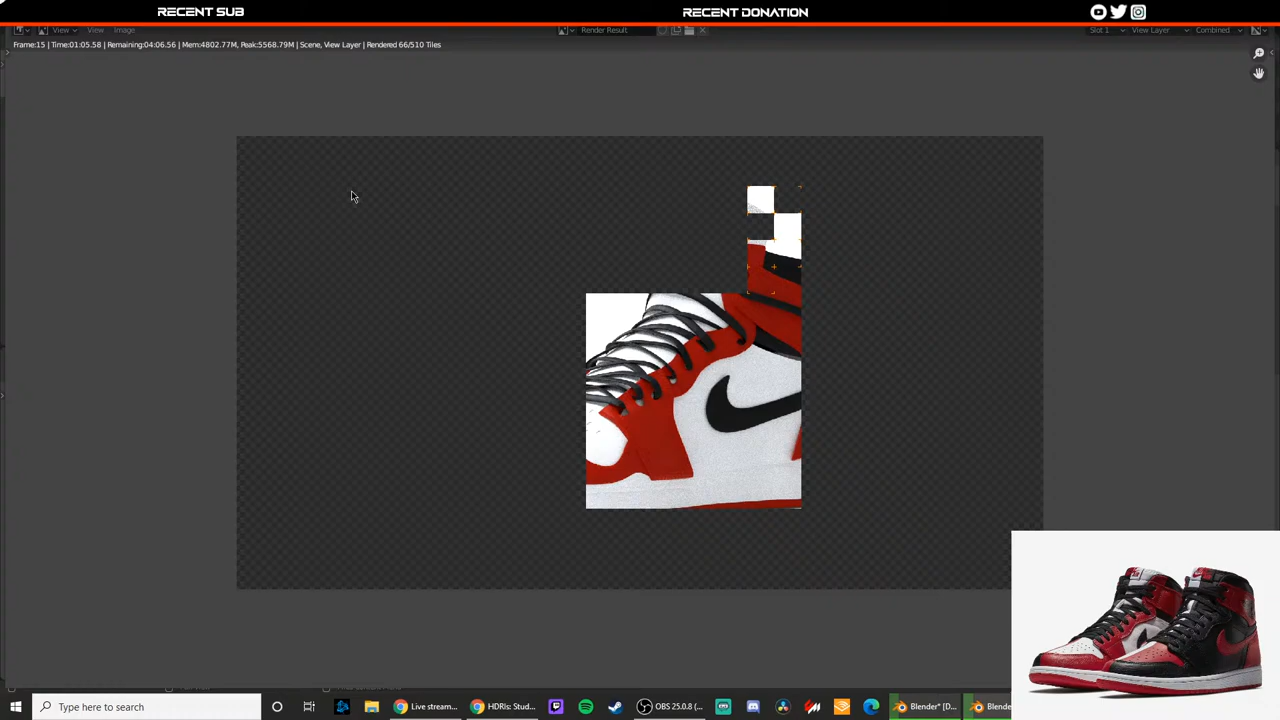 RECENT SUB
RECENT DONATION
View
View
Image
Render Result
Slot 1
View Layer
Combined
Frame:15 | Time:01:05.58 | Remaining:04:06.56 | Mem:4802.77M, Peak:5568.79M | Scene, View Layer | Rendered 66/510 Tiles
Type here to search
Live stream...
HDRIs: Stud...
OBS 25.0.8 (...
Blender* [D...
Blende